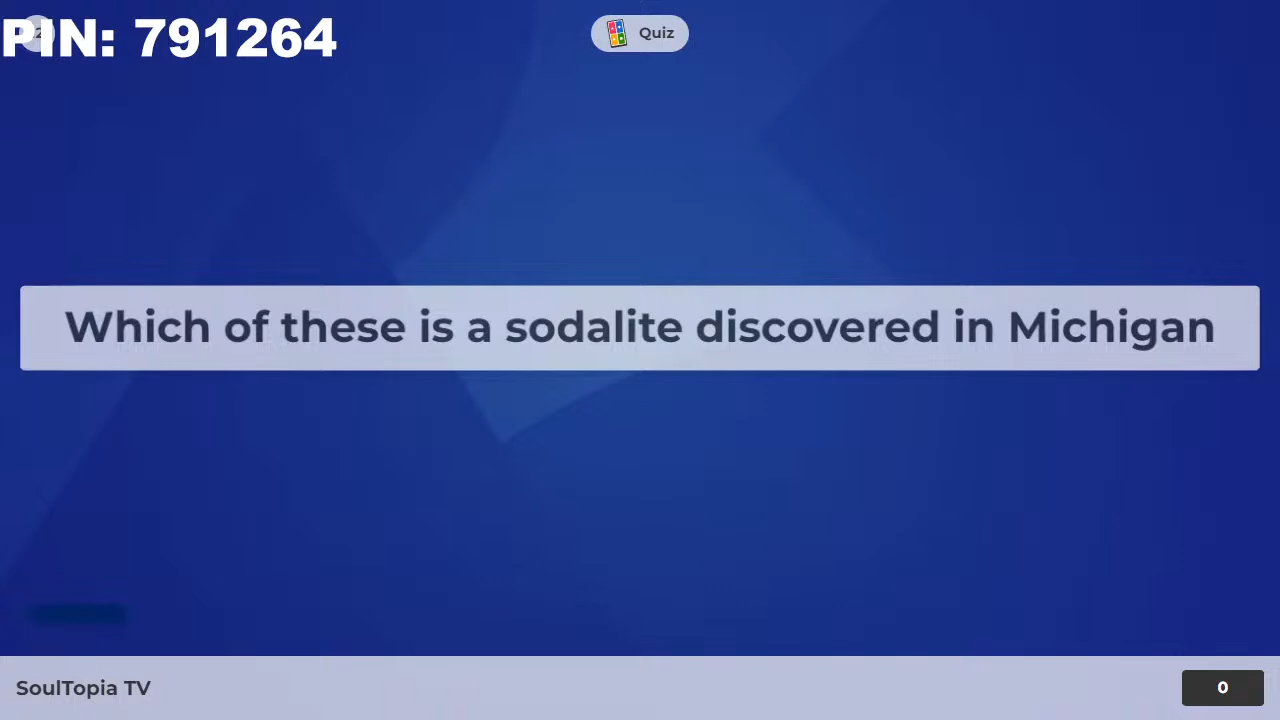 PIN: 791264
Quiz
Which of these is a sodalite discovered in Michigan
SoulTopia TV
0